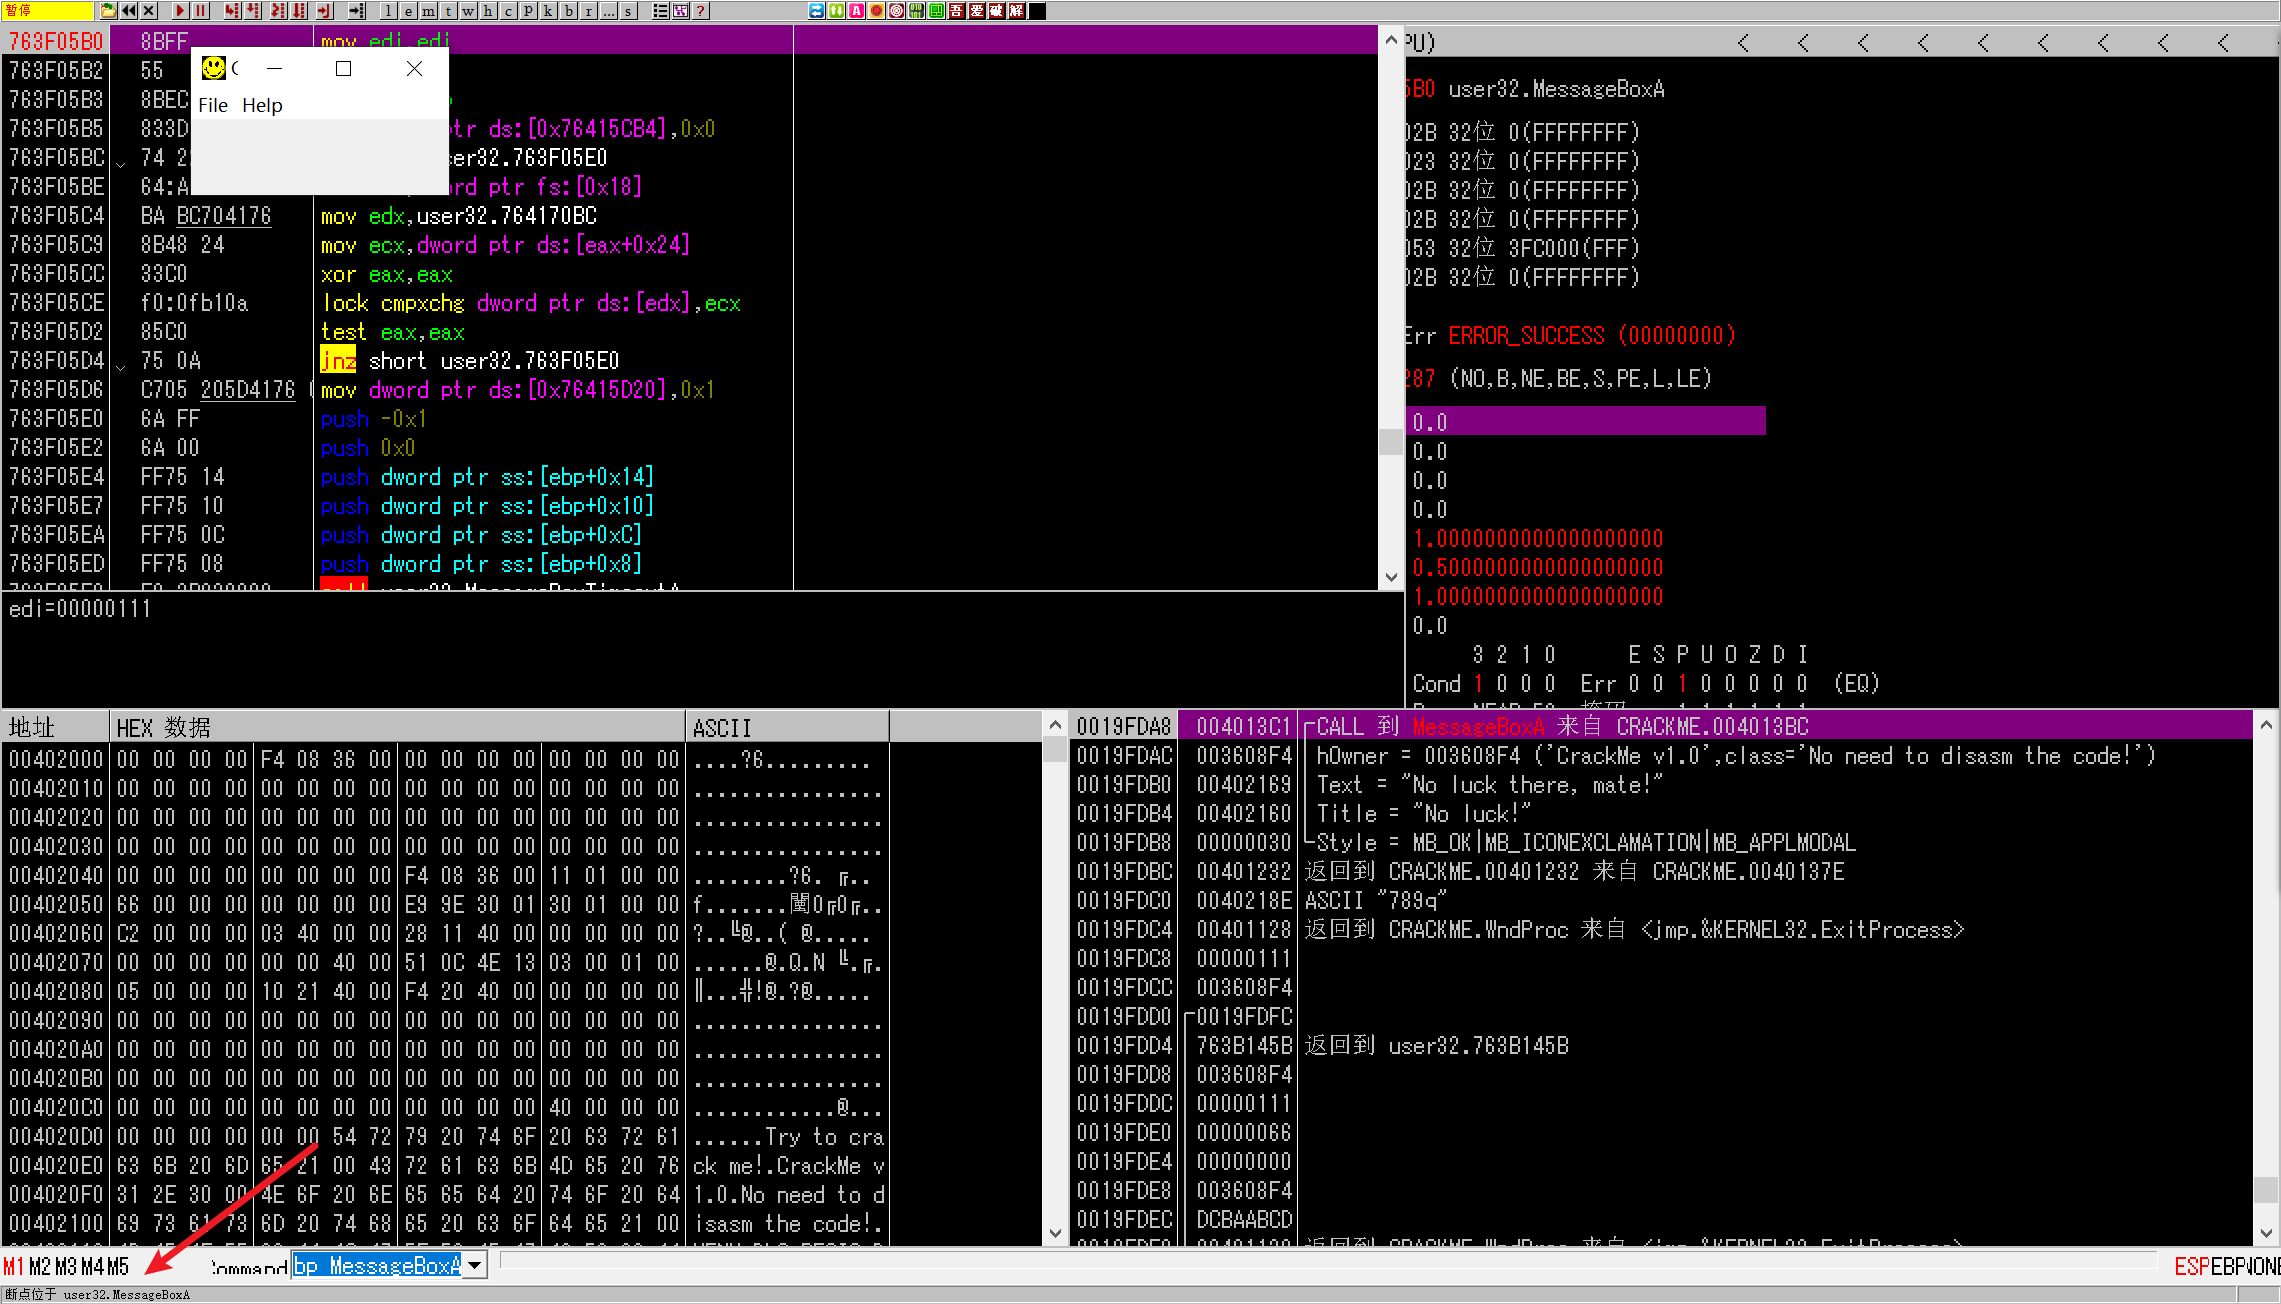 暂停
l e m t w h c p k b r ... s
?
吾 爱 破 解
763F05B0 8BFF mov edi,edi
763F05B2 55
763F05B3 8BEC
763F05B5 833D ptr ds:[0x76415CB4],0x0
763F05BC 74 2 er32.763F05E0
763F05BE 64:A ord ptr fs:[0x18]
763F05C4 BA BC704176 mov edx,user32.764170BC
763F05C9 8B48 24 mov ecx,dword ptr ds:[eax+0x24]
763F05CC 33C0 xor eax,eax
763F05CE f0:0fb10a lock cmpxchg dword ptr ds:[edx],ecx
763F05D2 85C0 test eax,eax
763F05D4 75 0A jnz short user32.763F05E0
763F05D6 C705 205D4176 mov dword ptr ds:[0x76415D20],0x1
763F05E0 6A FF push -0x1
763F05E2 6A 00 push 0x0
763F05E4 FF75 14 push dword ptr ss:[ebp+0x14]
763F05E7 FF75 10 push dword ptr ss:[ebp+0x10]
763F05EA FF75 0C push dword ptr ss:[ebp+0xC]
763F05ED FF75 08 push dword ptr ss:[ebp+0x8]
File Help
edi=00000111
PU) < < < < < < < < <
5B0 user32.MessageBoxA
02B 32位 0(FFFFFFFF)
023 32位 0(FFFFFFFF)
02B 32位 0(FFFFFFFF)
02B 32位 0(FFFFFFFF)
053 32位 3FC000(FFF)
02B 32位 0(FFFFFFFF)
Err ERROR_SUCCESS (00000000)
287 (NO,B,NE,BE,S,PE,L,LE)
0.0
0.0
0.0
0.0
1.0000000000000000000
0.5000000000000000000
1.0000000000000000000
0.0
3 2 1 0 E S P U O Z D I
Cond 1 0 0 0 Err 0 0 1 0 0 0 0 0 (EQ)
地址 HEX 数据 ASCII
00402000 00 00 00 00 F4 08 36 00 00 00 00 00 00 00 00 00 ....?6.........
00402010 00 00 00 00 00 00 00 00 00 00 00 00 00 00 00 00 ................
00402020 00 00 00 00 00 00 00 00 00 00 00 00 00 00 00 00 ................
00402030 00 00 00 00 00 00 00 00 00 00 00 00 00 00 00 00 ................
00402040 00 00 00 00 00 00 00 00 F4 08 36 00 11 01 00 00 ........?6. ╔..
00402050 66 00 00 00 00 00 00 00 E9 9E 30 01 30 01 00 00 f.......闉0╔0╔..
00402060 C2 00 00 00 03 40 00 00 28 11 40 00 00 00 00 00 ?..╚@..( @.....
00402070 00 00 00 00 00 00 40 00 51 0C 4E 13 03 00 01 00 ......@.Q.N ╚.╔.
00402080 05 00 00 00 10 21 40 00 F4 20 40 00 00 00 00 00 ║...╬!@.?@.....
00402090 00 00 00 00 00 00 00 00 00 00 00 00 00 00 00 00 ................
004020A0 00 00 00 00 00 00 00 00 00 00 00 00 00 00 00 00 ................
004020B0 00 00 00 00 00 00 00 00 00 00 00 00 00 00 00 00 ................
004020C0 00 00 00 00 00 00 00 00 00 00 00 00 40 00 00 00 ............@...
004020D0 00 00 00 00 00 00 54 72 79 20 74 6F 20 63 72 61 ......Try to cra
004020E0 63 6B 20 6D 65 21 00 43 72 61 63 6B 4D 65 20 76 ck me!.CrackMe v
004020F0 31 2E 30 00 4E 6F 20 6E 65 65 64 20 74 6F 20 64 1.0.No need to d
00402100 69 73 61 73 6D 20 74 68 65 20 63 6F 64 65 21 00 isasm the code!.
0019FDA8 004013C1 CALL 到 MessageBoxA 来自 CRACKME.004013BC
0019FDAC 003608F4 hOwner = 003608F4 ('CrackMe v1.0',class='No need to disasm the code!')
0019FDB0 00402169 Text = "No luck there, mate!"
0019FDB4 00402160 Title = "No luck!"
0019FDB8 00000030 Style = MB_OK|MB_ICONEXCLAMATION|MB_APPLMODAL
0019FDBC 00401232 返回到 CRACKME.00401232 来自 CRACKME.0040137E
0019FDC0 0040218E ASCII "789q"
0019FDC4 00401128 返回到 CRACKME.WndProc 来自 <jmp.&KERNEL32.ExitProcess>
0019FDC8 00000111
0019FDCC 003608F4
0019FDD0 0019FDFC
0019FDD4 763B145B 返回到 user32.763B145B
0019FDD8 003608F4
0019FDDC 00000111
0019FDE0 00000066
0019FDE4 00000000
0019FDE8 003608F4
0019FDEC DCBAABCD
M1 M2 M3 M4 M5 Command bp MessageBoxA ESP EBP NONE
断点位于 user32.MessageBoxA